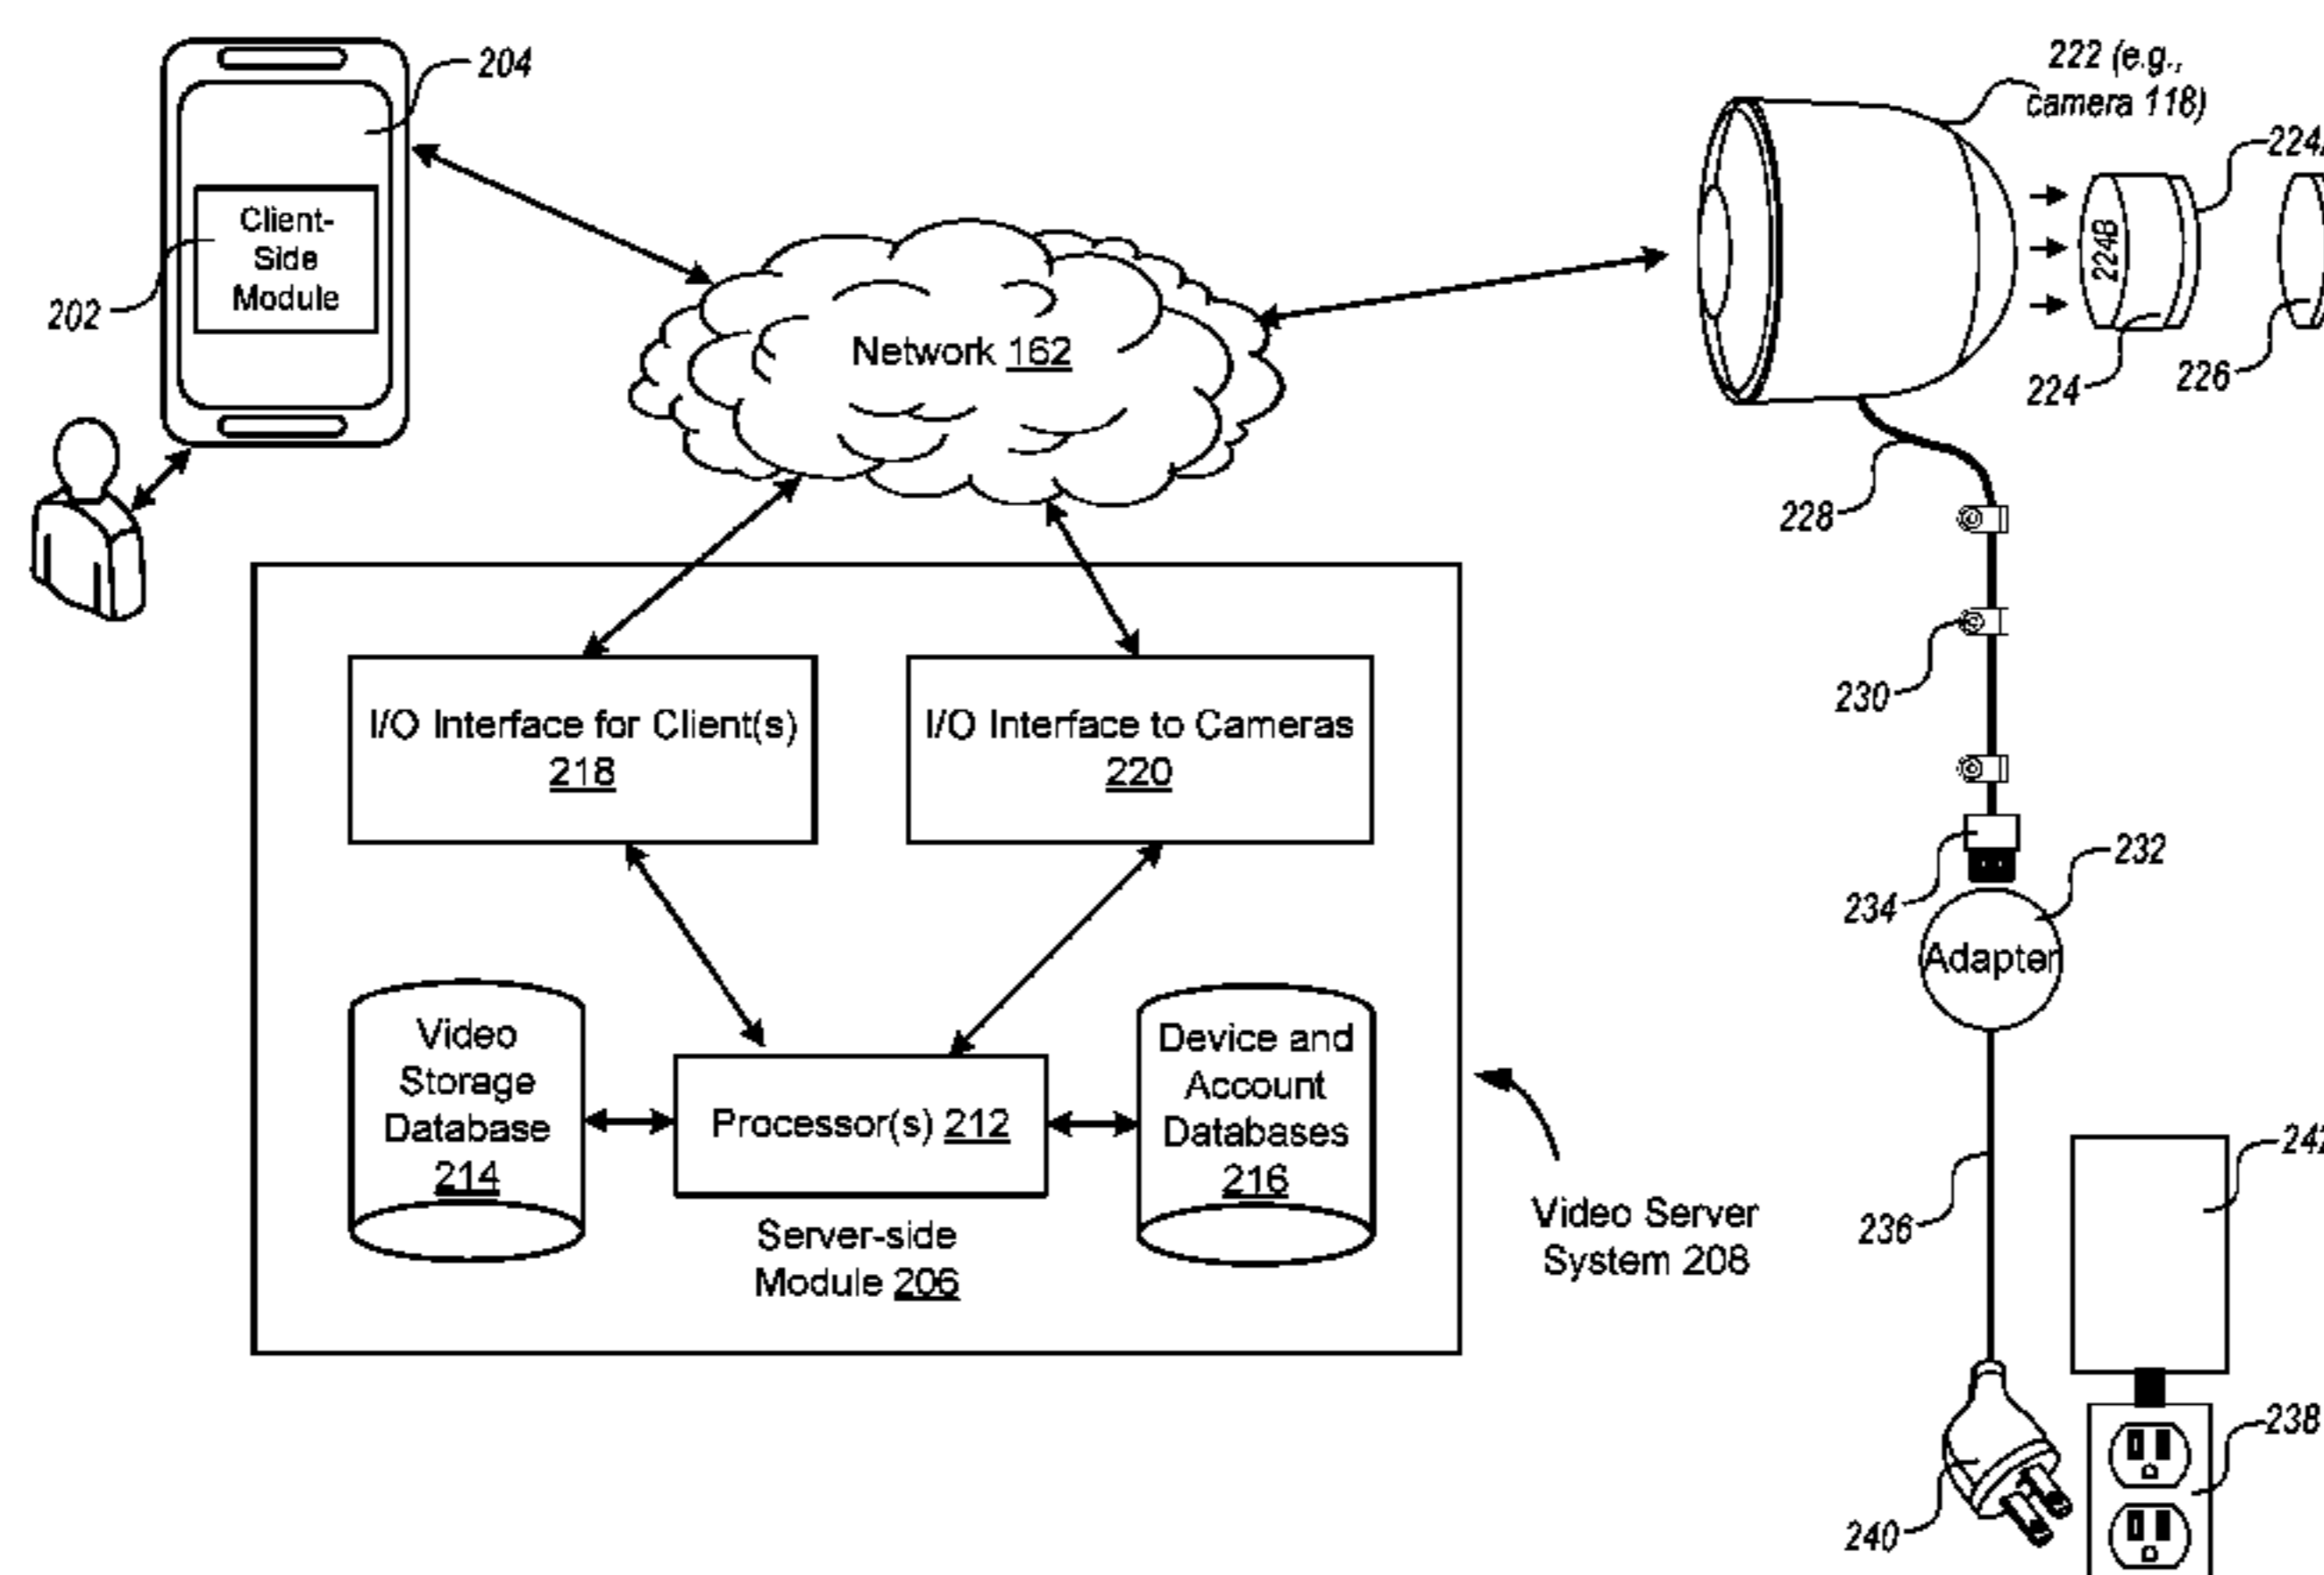 204
Client-
Side
Module
202
222 (e.g.,
camera 118)
224B
224
226
Network 162
228
230
234
232
Adapter
236
238
240
I/O Interface for Client(s)
218
I/O Interface to Cameras
220
Video
Storage
Database
214
Processor(s) 212
Device and
Account
Databases
216
Server-side
Module 206
Video Server
System 208